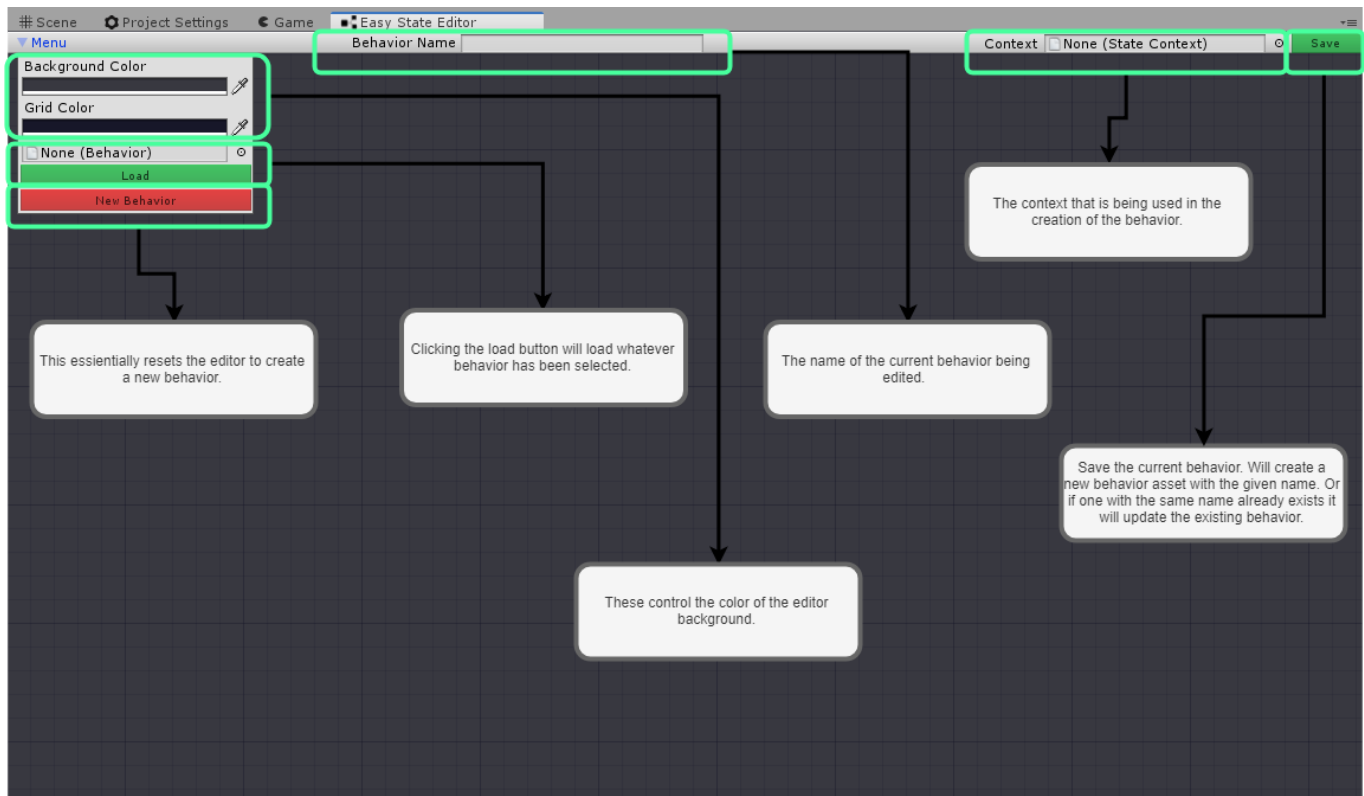 Scene
Project Settings
Game
Easy State Editor
Menu
Behavior Name
Context
None (State Context)
Save
Background Color
Grid Color
None (Behavior)
Load
New Behavior
The context that is being used in the
creation of the behavior.
This essientially resets the editor to create
a new behavior.
Clicking the load button will load whatever
behavior has been selected.
The name of the current behavior being
edited.
Save the current behavior. Will create a
new behavior asset with the given name. Or
if one with the same name already exists it
will update the existing behavior.
These control the color of the editor
background.